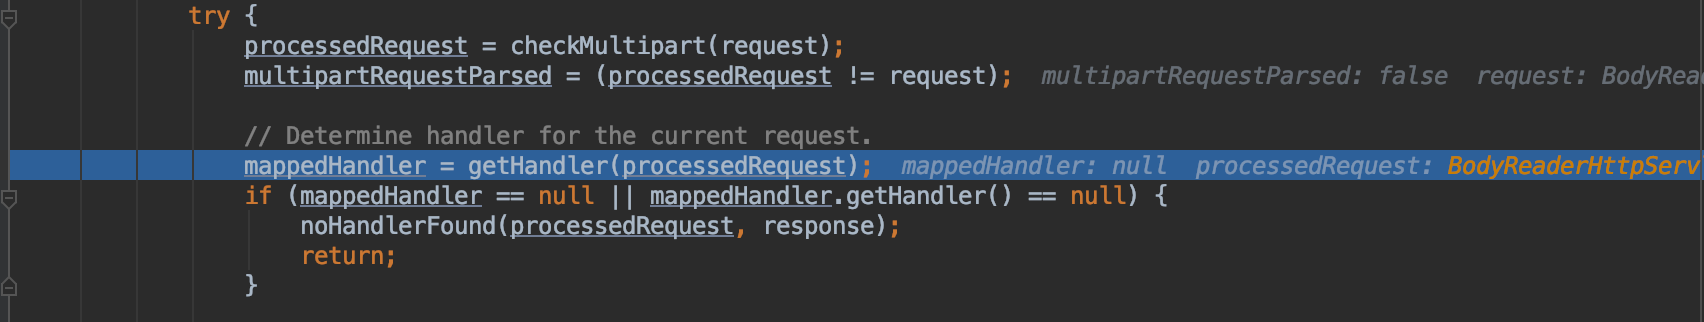 try {
processedRequest = checkMultipart(request);
multipartRequestParsed = (processedRequest != request); multipartRequestParsed: false request: BodyRea
// Determine handler for the current request.
mappedHandler = getHandler(processedRequest); mappedHandler: null processedRequest: BodyReaderHttpServ
if (mappedHandler == null || mappedHandler.getHandler() == null) {
noHandlerFound(processedRequest, response);
return;
}